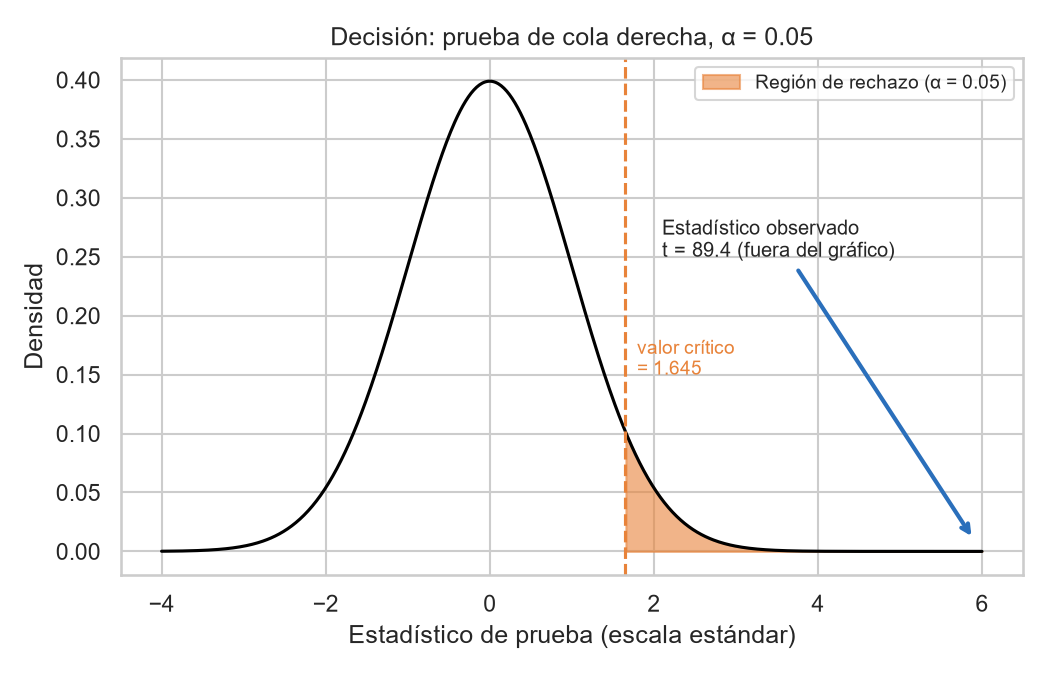 Decisión: prueba de cola derecha, α = 0.05
Región de rechazo (α = 0.05)
Estadístico observado
t = 89.4 (fuera del gráfico)
valor crítico
= 1.645
Densidad
0.40
0.35
0.30
0.25
0.20
0.15
0.10
0.05
0.00
−4
−2
0
2
4
6
Estadístico de prueba (escala estándar)